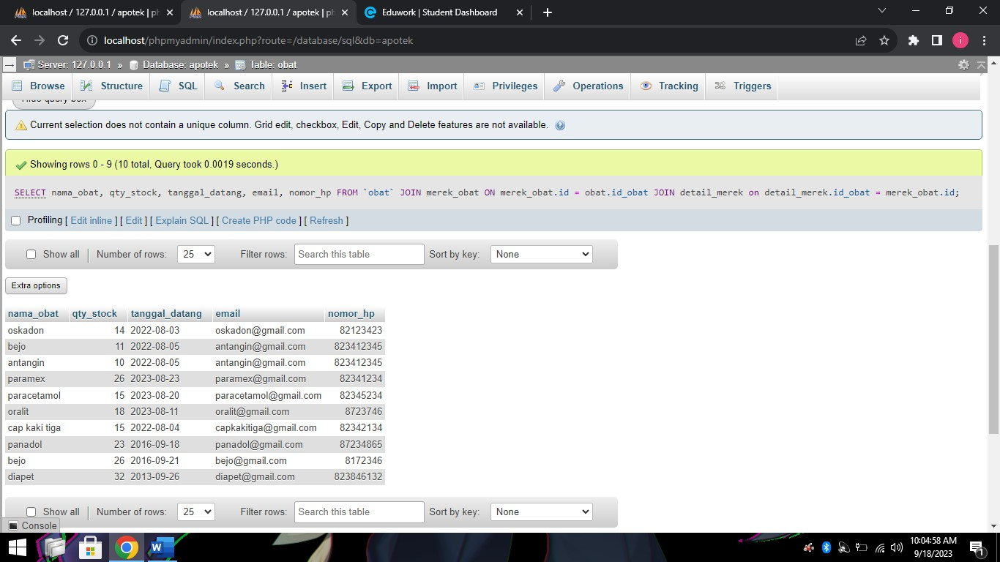 localhost / 127.0.0.1 / apotek | ph
localhost / 127.0.0.1 / apotek | ph
Eduwork | Student Dashboard
localhost/phpmyadmin/index.php?route=/database/sql&db=apotek
i
Server: 127.0.0.1 » Database: apotek » Table: obat
Browse Structure SQL Search Insert Export Import Privileges Operations Tracking Triggers
Hide query box
Current selection does not contain a unique column. Grid edit, checkbox, Edit, Copy and Delete features are not available.
Showing rows 0 - 9 (10 total, Query took 0.0019 seconds.)
SELECT nama_obat, qty_stock, tanggal_datang, email, nomor_hp FROM `obat` JOIN merek_obat ON merek_obat.id = obat.id_obat JOIN detail_merek on detail_merek.id_obat = merek_obat.id;
Profiling [ Edit inline ] [ Edit ] [ Explain SQL ] [ Create PHP code ] [ Refresh ]
Show all Number of rows: 25 Filter rows: Search this table Sort by key: None
Extra options
nama_obat qty_stock tanggal_datang email nomor_hp
oskadon 14 2022-08-03 oskadon@gmail.com 82123423
bejo 11 2022-08-05 antangin@gmail.com 823412345
antangin 10 2022-08-05 antangin@gmail.com 823412345
paramex 26 2023-08-23 paramex@gmail.com 82341234
paracetamol 15 2023-08-20 paracetamol@gmail.com 82345234
oralit 18 2023-08-11 oralit@gmail.com 8723746
cap kaki tiga 15 2022-08-04 capkakitiga@gmail.com 82342134
panadol 23 2016-09-18 panadol@gmail.com 87234865
bejo 26 2016-09-21 bejo@gmail.com 8172346
diapet 32 2013-09-26 diapet@gmail.com 823846132
Show all Number of rows: 25 Filter rows: Search this table Sort by key: None
Console
10:04:58 AM
9/18/2023
1